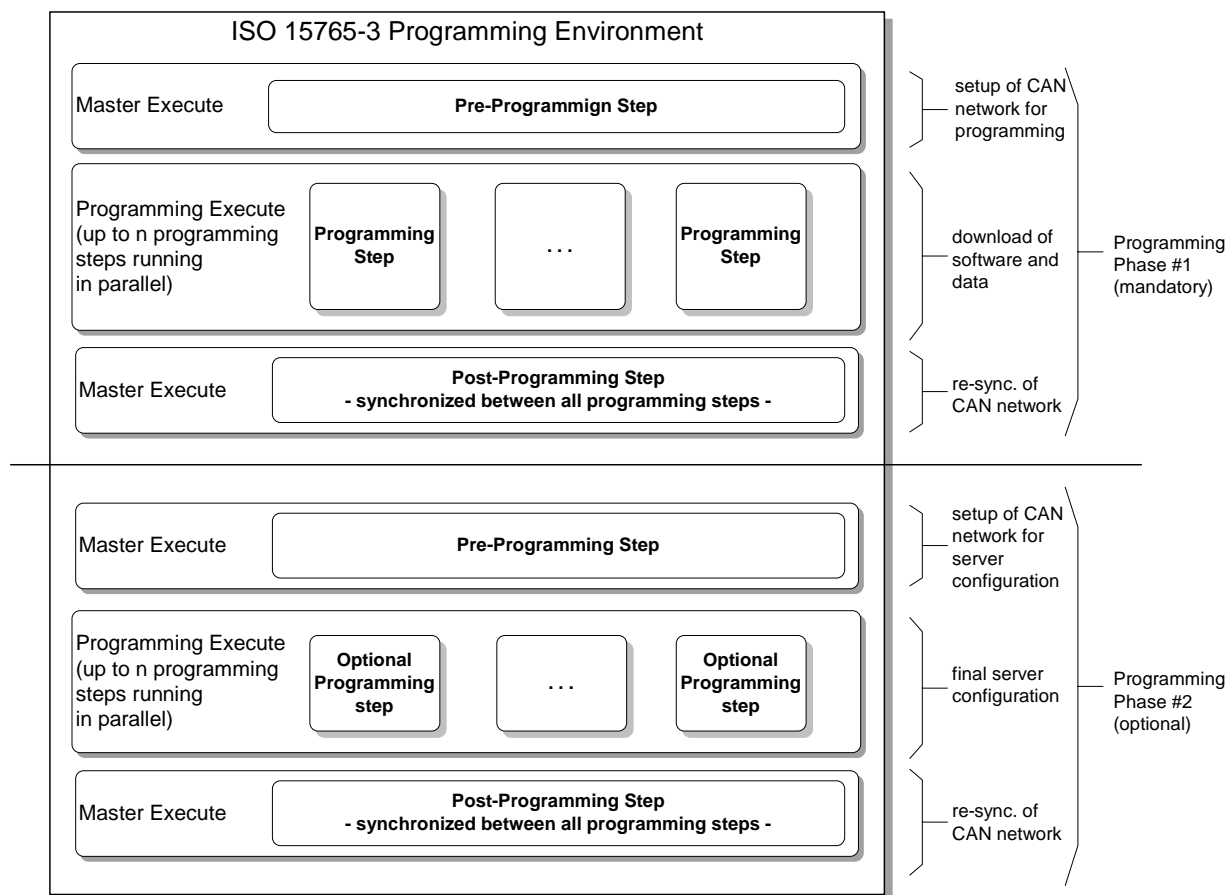 ISO 15765-3 Programming Environment
Master Execute
Pre-Programmign Step
setup of CAN
network for
programming
Programming Execute
(up to n programming
steps running
in parallel)
Programming
Step
. . .
Programming
Step
download of
software and
data
Programming
Phase #1
(mandatory)
Master Execute
Post-Programming Step
- synchronized between all programming steps -
re-sync. of
CAN network
Master Execute
Pre-Programming Step
setup of CAN
network for
server
configuration
Programming Execute
(up to n programming
steps running
in parallel)
Optional
Programming
step
. . .
Optional
Programming
step
final server
configuration
Programming
Phase #2
(optional)
Master Execute
Post-Programming Step
- synchronized between all programming steps -
re-sync. of
CAN network